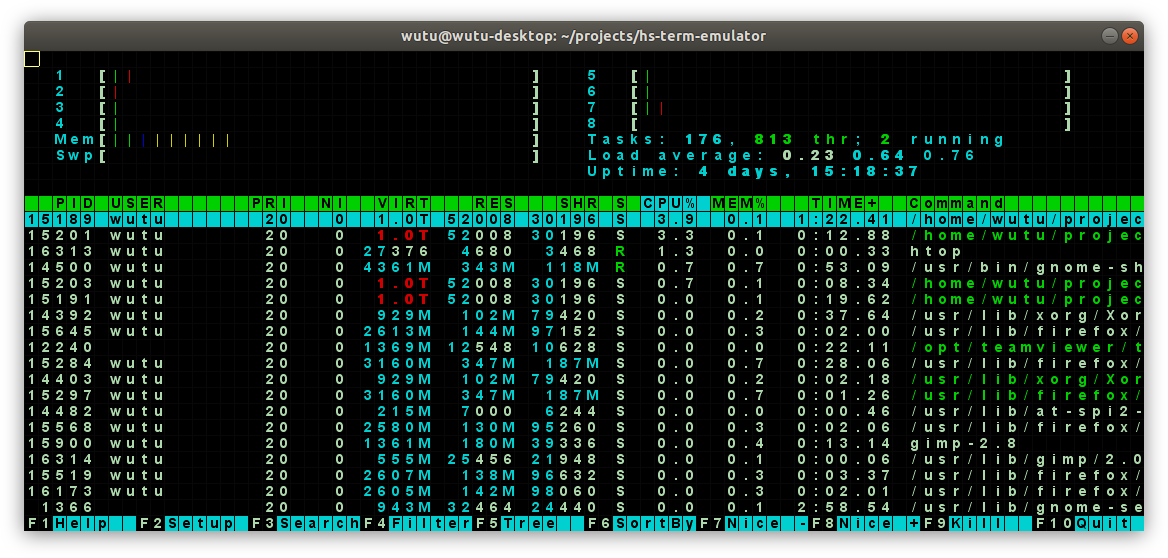 wutu@wutu-desktop: ~/projects/hs-term-emulator
1 [|| ] 5 [| ]
2 [| ] 6 [| ]
3 [| ] 7 [|| ]
4 [| ] 8 [ ]
Mem[||||||||| ] Tasks: 176, 813 thr; 2 running
Swp[ ] Load average: 0.23 0.64 0.76
Uptime: 4 days, 15:18:37
PID USER PRI NI VIRT RES SHR S CPU% MEM% TIME+ Command
15189 wutu 20 0 1.0T 52008 30196 S 3.9 0.1 1:22.41 /home/wutu/projec
15201 wutu 20 0 1.0T 52008 30196 S 3.3 0.1 0:12.88 /home/wutu/projec
16313 wutu 20 0 27376 4680 3468 R 1.3 0.0 0:00.33 htop
14500 wutu 20 0 4361M 343M 118M R 0.7 0.7 0:53.09 /usr/bin/gnome-sh
15203 wutu 20 0 1.0T 52008 30196 S 0.7 0.1 0:08.34 /home/wutu/projec
15191 wutu 20 0 1.0T 52008 30196 S 0.0 0.1 0:19.62 /home/wutu/projec
14392 wutu 20 0 929M 102M 79420 S 0.0 0.2 0:37.64 /usr/lib/xorg/Xor
15645 wutu 20 0 2613M 144M 97152 S 0.0 0.3 0:02.00 /usr/lib/firefox/
12240 20 0 1369M 12548 10628 S 0.0 0.0 0:22.11 /opt/teamviewer/t
15284 wutu 20 0 3160M 347M 187M S 0.0 0.7 0:28.06 /usr/lib/firefox/
14403 wutu 20 0 929M 102M 79420 S 0.0 0.2 0:02.18 /usr/lib/xorg/Xor
15297 wutu 20 0 3160M 347M 187M S 0.0 0.7 0:01.26 /usr/lib/firefox/
14482 wutu 20 0 215M 7000 6244 S 0.0 0.0 0:00.46 /usr/lib/at-spi2-
15568 wutu 20 0 2580M 130M 95260 S 0.0 0.3 0:02.06 /usr/lib/firefox/
15900 wutu 20 0 1361M 180M 39336 S 0.0 0.4 0:13.14 gimp-2.8
16314 wutu 20 0 555M 25456 21948 S 0.0 0.1 0:00.06 /usr/lib/gimp/2.0
15519 wutu 20 0 2607M 138M 96632 S 0.0 0.3 0:03.37 /usr/lib/firefox/
16173 wutu 20 0 2605M 142M 98060 S 0.0 0.3 0:02.01 /usr/lib/firefox/
1366 20 0 943M 32464 24440 S 0.0 0.1 2:58.54 /usr/lib/gnome-se
F1Help F2Setup F3SearchF4FilterF5Tree F6SortByF7Nice -F8Nice +F9Kill F10Quit